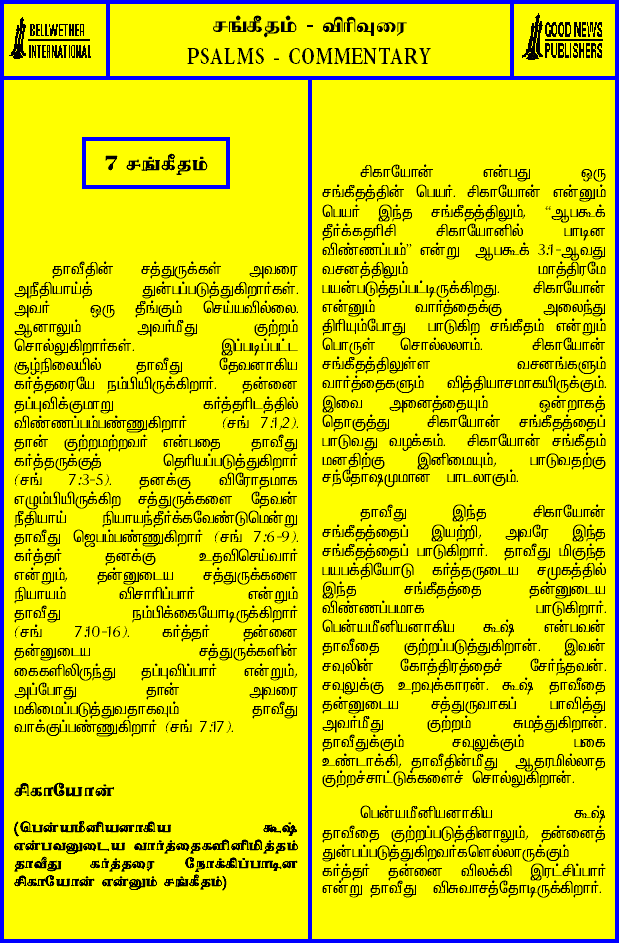 BELLWETHER
INTERNATIONAL
சங்கீதம் - விரிவுரை
PSALMS - COMMENTARY
GOOD NEWS
PUBLISHERS
7 சங்கீதம்
தாவீதின் சத்துருக்கள் அவரை
அநீதியாய்த் துன்பப்படுத்துகிறார்கள்.
அவர் ஒரு தீங்கும் செய்யவில்லை.
ஆனாலும் அவர்மீது குற்றம்
சொல்லுகிறார்கள். இப்படிப்பட்ட
சூழ்நிலையில் தாவீது தேவனாகிய
கர்த்தரையே நம்பியிருக்கிறார். தன்னை
தப்புவிக்குமாறு கர்த்தரிடத்தில்
விண்ணப்பம்பண்ணுகிறார் (சங் 7:1,2).
தான் குற்றமற்றவர் என்பதை தாவீது
கர்த்தருக்குத் தெரியப்படுத்துகிறார்
(சங் 7:3-5). தனக்கு விரோதமாக
எழும்பியிருக்கிற சத்துருக்களை தேவன்
நீதியாய் நியாயந்தீர்க்கவேண்டுமென்று
தாவீது ஜெபம்பண்ணுகிறார் (சங் 7:6-9).
கர்த்தர் தனக்கு உதவிசெய்வார்
என்றும், தன்னுடைய சத்துருக்களை
நியாயம் விசாரிப்பார் என்றும்
தாவீது நம்பிக்கையோடிருக்கிறார்
(சங் 7:10-16). கர்த்தர் தன்னை
தன்னுடைய சத்துருக்களின்
கைகளிலிருந்து தப்புவிப்பார் என்றும்,
அப்போது தான் அவரை
மகிமைப்படுத்துவதாகவும் தாவீது
வாக்குப்பண்ணுகிறார் (சங் 7:17).
சிகாயோன்
(பென்யமீனியனாகிய கூஷ்
என்பவனுடைய வார்த்தைகளினிமித்தம்
தாவீது கர்த்தரை நோக்கிப்பாடின
சிகாயோன் என்னும் சங்கீதம்)
சிகாயோன் என்பது ஒரு
சங்கீதத்தின் பெயர். சிகாயோன் என்னும்
பெயர் இந்த சங்கீதத்திலும், “ஆபகூக்
தீர்க்கதரிசி சிகாயோனில் பாடின
விண்ணப்பம்” என்று ஆபகூக் 3:1-ஆவது
வசனத்திலும் மாத்திரமே
பயன்படுத்தப்பட்டிருக்கிறது. சிகாயோன்
என்னும் வார்த்தைக்கு அலைந்து
திரியும்போது பாடுகிற சங்கீதம் என்றும்
பொருள் சொல்லலாம். சிகாயோன்
சங்கீதத்திலுள்ள வசனங்களும்
வார்த்தைகளும் வித்தியாசமாகயிருக்கும்.
இவை அனைத்தையும் ஒன்றாகத்
தொகுத்து சிகாயோன் சங்கீதத்தைப்
பாடுவது வழக்கம். சிகாயோன் சங்கீதம்
மனதிற்கு இனிமையும், பாடுவதற்கு
சந்தோஷமுமான பாடலாகும்.
தாவீது இந்த சிகாயோன்
சங்கீதத்தைப் இயற்றி, அவரே இந்த
சங்கீதத்தைப் பாடுகிறார். தாவீது மிகுந்த
பயபக்தியோடு கர்த்தருடைய சமுகத்தில்
இந்த சங்கீதத்தை தன்னுடைய
விண்ணப்பமாக பாடுகிறார்.
பென்யமீனியனாகிய கூஷ் என்பவன்
தாவீதை குற்றப்படுத்துகிறான். இவன்
சவுலின் கோத்திரத்தைச் சேர்ந்தவன்.
சவுலுக்கு உறவுக்காரன். கூஷ் தாவீதை
தன்னுடைய சத்துருவாகப் பாவித்து
அவர்மீது குற்றம் சுமத்துகிறான்.
தாவீதுக்கும் சவுலுக்கும் பகை
உண்டாக்கி, தாவீதின்மீது ஆதரமில்லாத
குற்றச்சாட்டுக்களைச் சொல்லுகிறான்.
பென்யமீனியனாகிய கூஷ்
தாவீதை குற்றப்படுத்தினாலும், தன்னைத்
துன்பப்படுத்துகிறவர்களெல்லாருக்கும்
கர்த்தர் தன்னை விலக்கி இரட்சிப்பார்
என்று தாவீது விசுவாசத்தோடிருக்கிறார்.